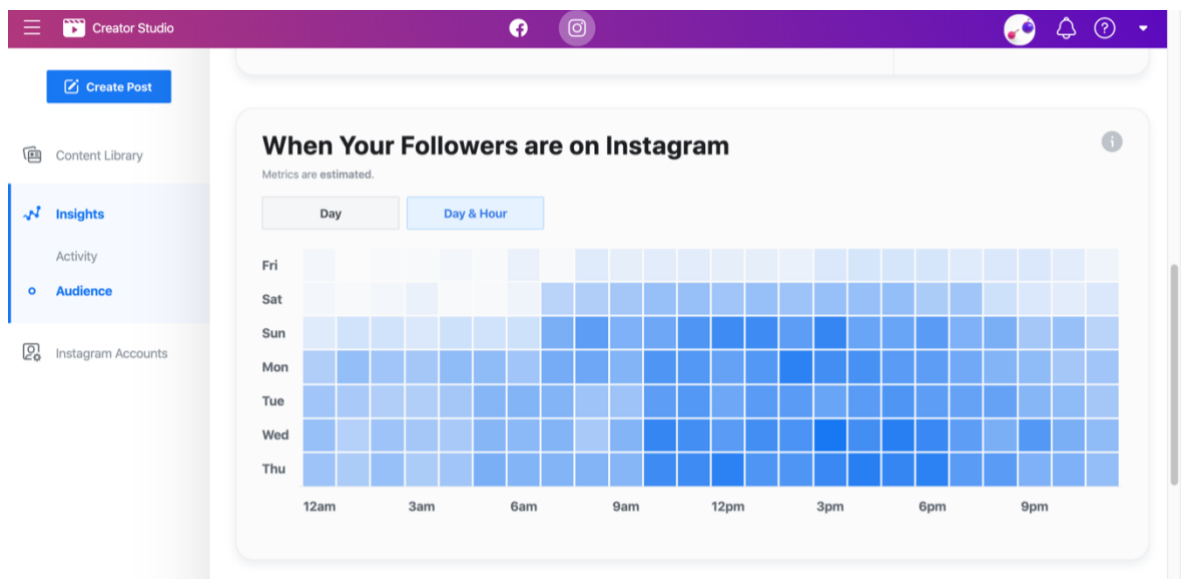 Creator Studio
Create Post
Content Library
Insights
Activity
Audience
Instagram Accounts
When Your Followers are on Instagram
Metrics are estimated.
Day Day & Hour
Fri
Sat
Sun
Mon
Tue
Wed
Thu
12am 3am 6am 9am 12pm 3pm 6pm 9pm